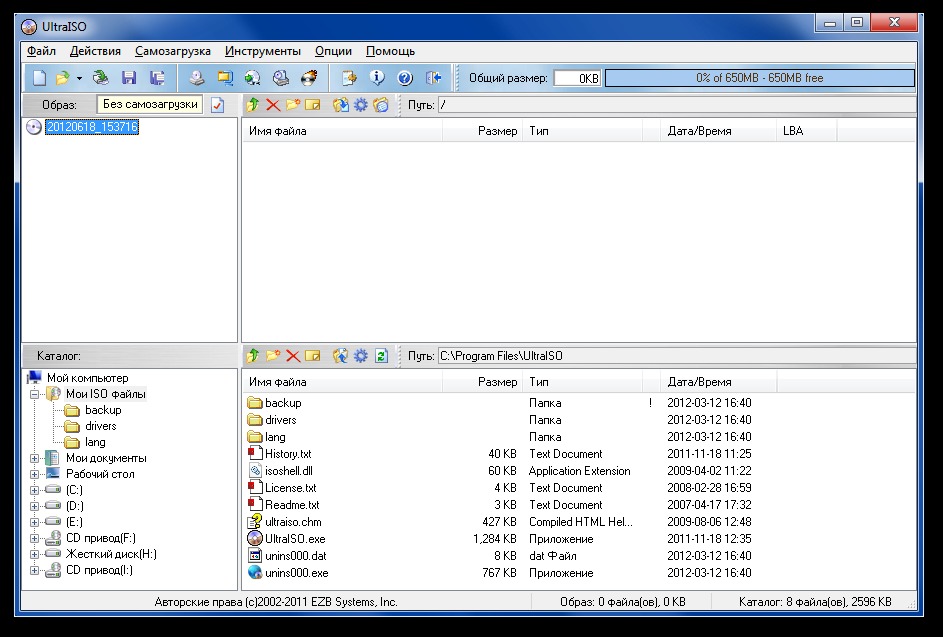 UltraISO
Файл Действия Самозагрузка Инструменты Опции Помощь
Общий размер: 0KB 0% of 650MB - 650MB free
Образ: Без самозагрузки Путь: /
20120618_153716
Имя файла Размер Тип Дата/Время LBA
Каталог: Путь: C:\Program Files\UltraISO
Мой компьютер
Мои ISO файлы
backup
drivers
lang
Мои документы
Рабочий стол
(C:)
(D:)
(E:)
CD привод(F:)
Жесткий диск(H:)
CD привод(I:)
Имя файла Размер Тип Дата/Время
backup Папка ! 2012-03-12 16:40
drivers Папка 2012-03-12 16:40
lang Папка 2012-03-12 16:40
History.txt 40 KB Text Document 2011-11-18 11:25
isoshell.dll 60 KB Application Extension 2009-04-02 11:22
License.txt 4 KB Text Document 2008-02-28 16:59
Readme.txt 3 KB Text Document 2007-04-17 17:32
ultraiso.chm 427 KB Compiled HTML Hel... 2009-08-06 12:48
UltraISO.exe 1,284 KB Приложение 2011-11-18 12:35
unins000.dat 8 KB dat Файл 2012-03-12 16:40
unins000.exe 767 KB Приложение 2012-03-12 16:40
Авторские права (c)2002-2011 EZB Systems, Inc. Образ: 0 файла(ов), 0 KB Каталог: 8 файла(ов), 2596 KB